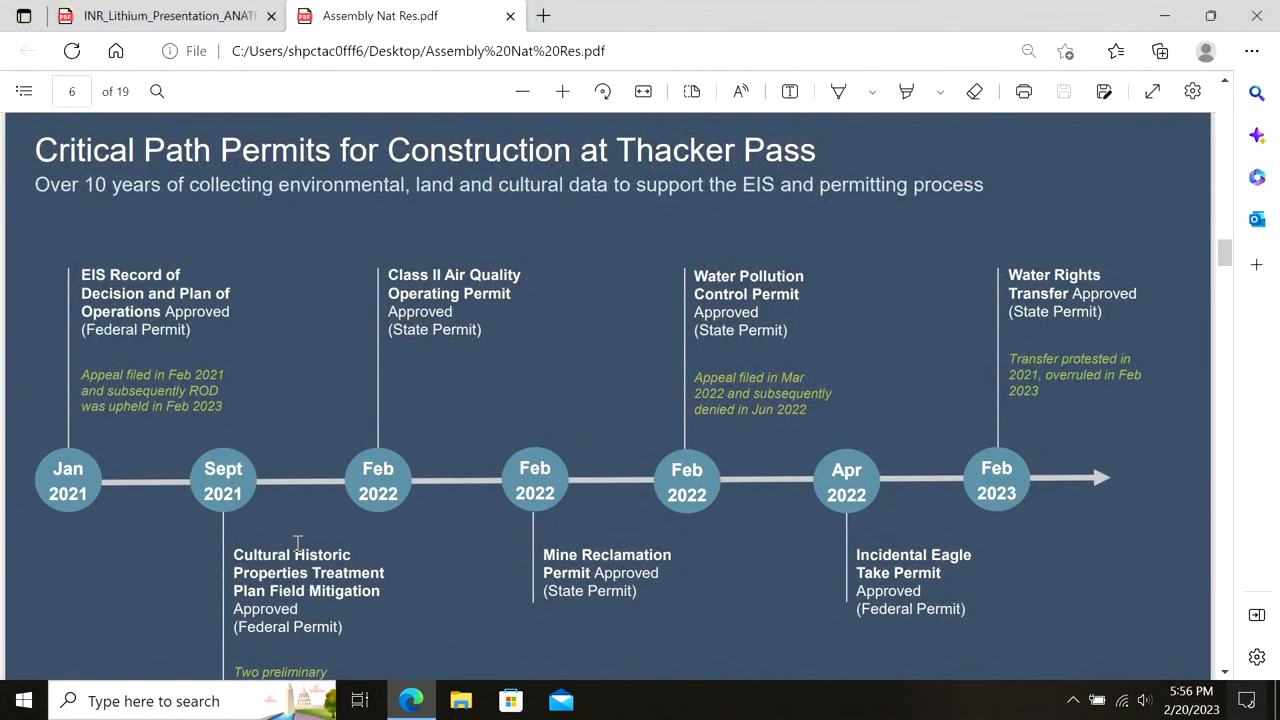 INR_Lithium_Presentation_ANATI
Assembly Nat Res.pdf
File
C:/Users/shpctac0fff6/Desktop/Assembly%20Nat%20Res.pdf
6
of 19
Critical Path Permits for Construction at Thacker Pass
Over 10 years of collecting environmental, land and cultural data to support the EIS and permitting process
EIS Record of
Decision and Plan of
Operations Approved
(Federal Permit)
Appeal filed in Feb 2021
and subsequently ROD
was upheld in Feb 2023
Class II Air Quality
Operating Permit
Approved
(State Permit)
Water Pollution
Control Permit
Approved
(State Permit)
Appeal filed in Mar
2022 and subsequently
denied in Jun 2022
Water Rights
Transfer Approved
(State Permit)
Transfer protested in
2021, overruled in Feb
2023
Jan
2021
Sept
2021
Feb
2022
Feb
2022
Feb
2022
Apr
2022
Feb
2023
Cultural Historic
Properties Treatment
Plan Field Mitigation
Approved
(Federal Permit)
Two preliminary
Mine Reclamation
Permit Approved
(State Permit)
Incidental Eagle
Take Permit
Approved
(Federal Permit)
Type here to search
5:56 PM
2/20/2023